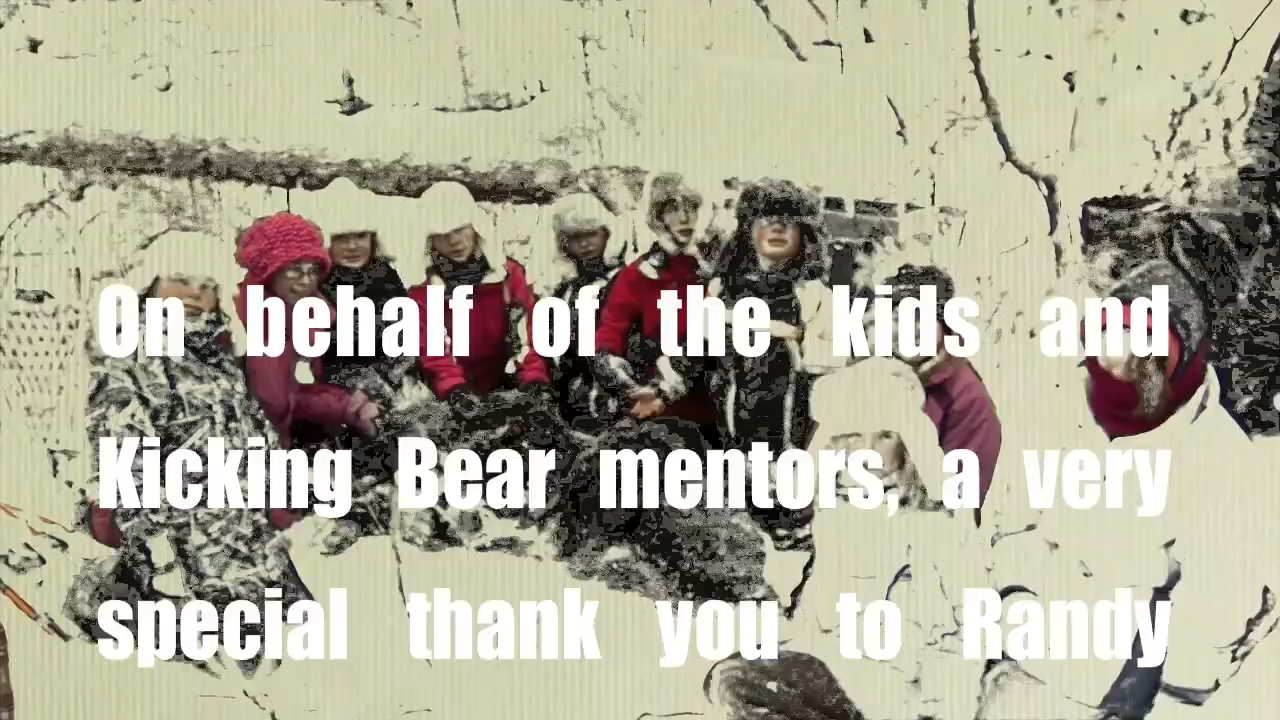 On behalf of the kids and
Kicking Bear mentors, a very
special thank you to Randy